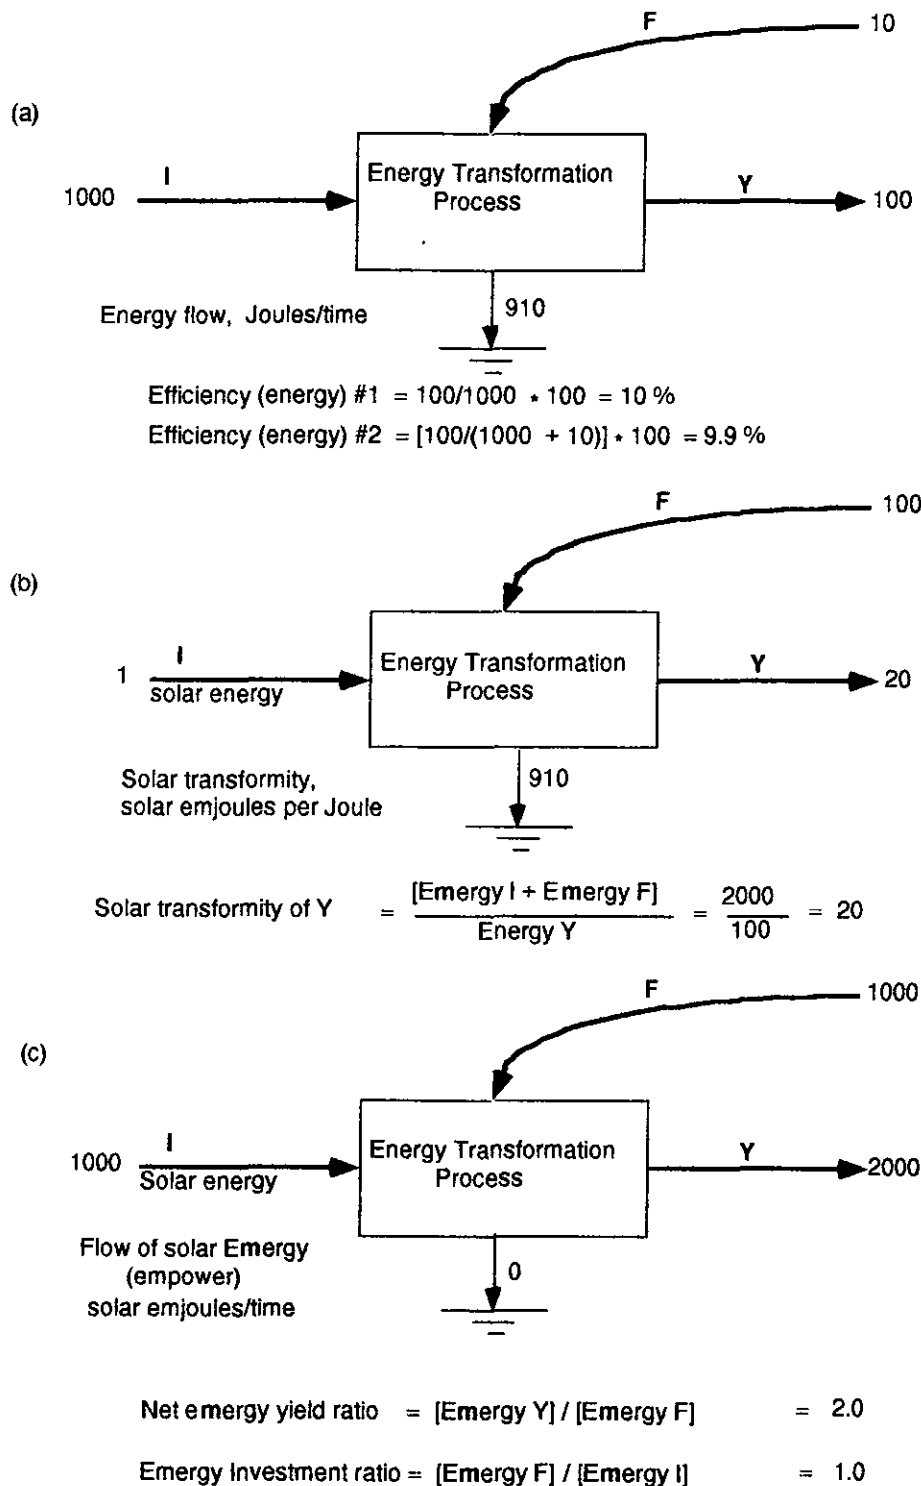 F
10
(a)
I
1000
Energy Transformation
Process
Y
100
Energy flow, Joules/time
910
Efficiency (energy) #1 = 100/1000 * 100 = 10 %
Efficiency (energy) #2 = [100/(1000 + 10)] * 100 = 9.9 %
F
100
(b)
I
1
solar energy
Energy Transformation
Process
Y
20
Solar transformity,
solar emjoules per Joule
910
Solar transformity of Y = [Emergy I + Emergy F] / Energy Y = 2000 / 100 = 20
F
1000
(c)
I
1000
Solar energy
Energy Transformation
Process
Y
2000
Flow of solar Emergy
(empower)
solar emjoules/time
0
Net emergy yield ratio = [Emergy Y] / [Emergy F] = 2.0
Emergy Investment ratio = [Emergy F] / [Emergy I] = 1.0